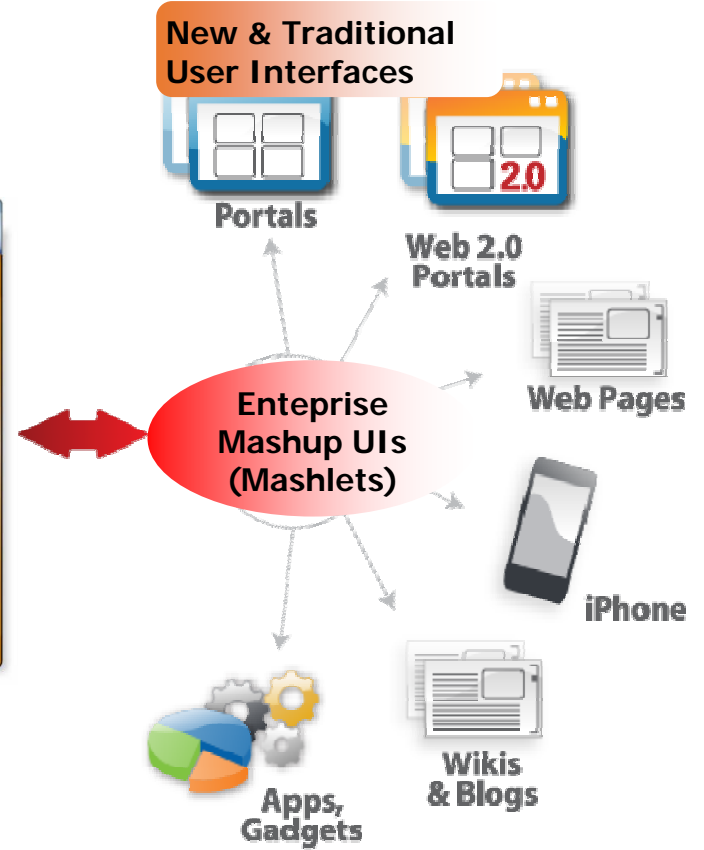 New & Traditional
User Interfaces
2.0
Portals
Web 2.0
Portals
Web Pages
Enteprise
Mashup UIs
(Mashlets)
iPhone
Wikis
& Blogs
Apps,
Gadgets